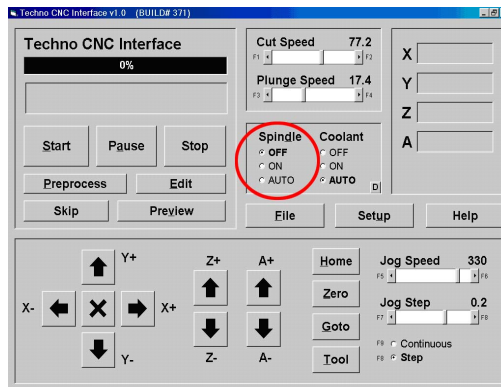 Techno CNC Interface v1.0 (BUILD# 371)
Techno CNC Interface
0%
Start Pause Stop
Preprocess Edit
Skip Preview
Cut Speed 77.2
F1 F2
Plunge Speed 17.4
F3 F4
Spindle Coolant
OFF OFF
ON ON
AUTO AUTO
D
X
Y
Z
A
File Setup Help
Y+
X- X+
Y-
Z+ A+
Z- A-
Home
Zero
Goto
Tool
Jog Speed 330
F5 F6
Jog Step 0.2
F7 F8
F9 Continuous
F8 Step